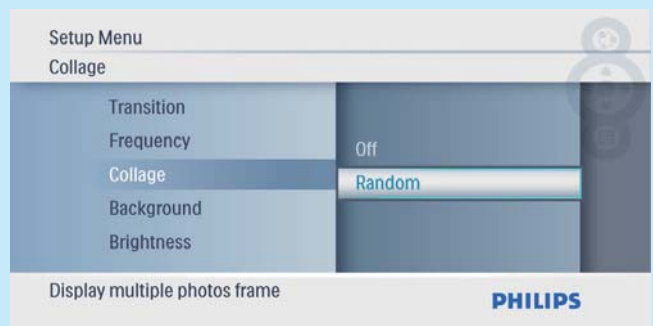 Setup Menu
Collage
Transition
Frequency
Collage
Background
Brightness
Off
Random
Display multiple photos frame
PHILIPS